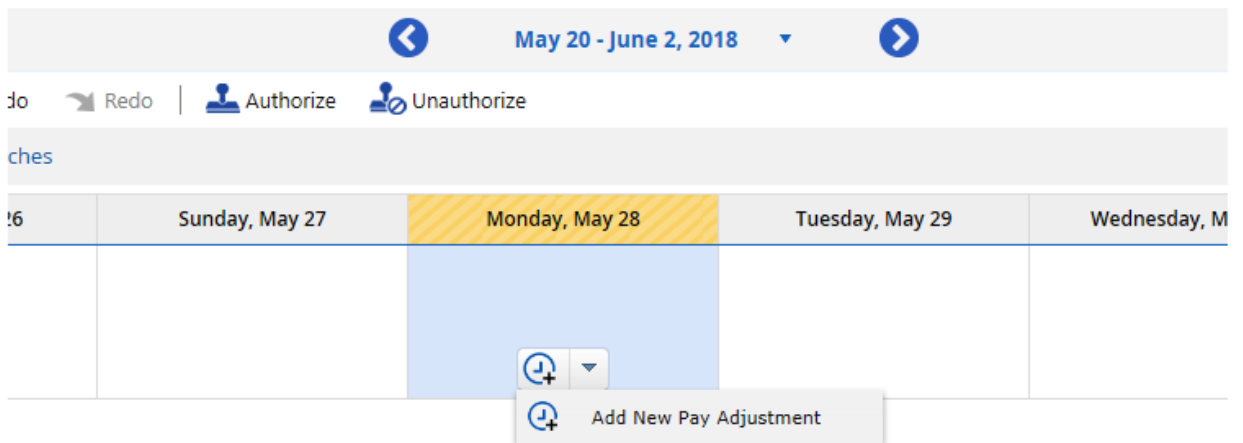 May 20 - June 2, 2018
do Redo Authorize Unauthorize
ches
26 Sunday, May 27 Monday, May 28 Tuesday, May 29 Wednesday, M
Add New Pay Adjustment